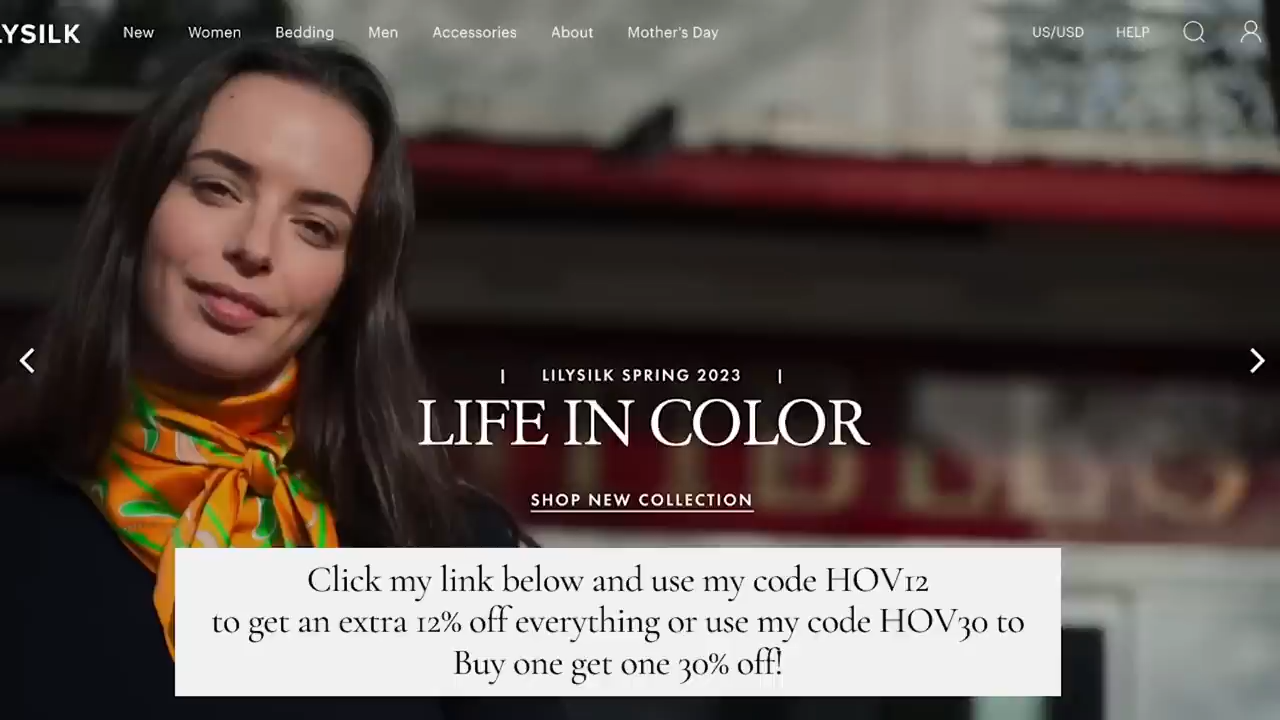 LYSILK New Women Bedding Men Accessories About Mother's Day US/USD HELP
| LILYSILK SPRING 2023 |
LIFE IN COLOR
SHOP NEW COLLECTION
Click my link below and use my code HOV12
to get an extra 12% off everything or use my code HOV30 to
Buy one get one 30% off!